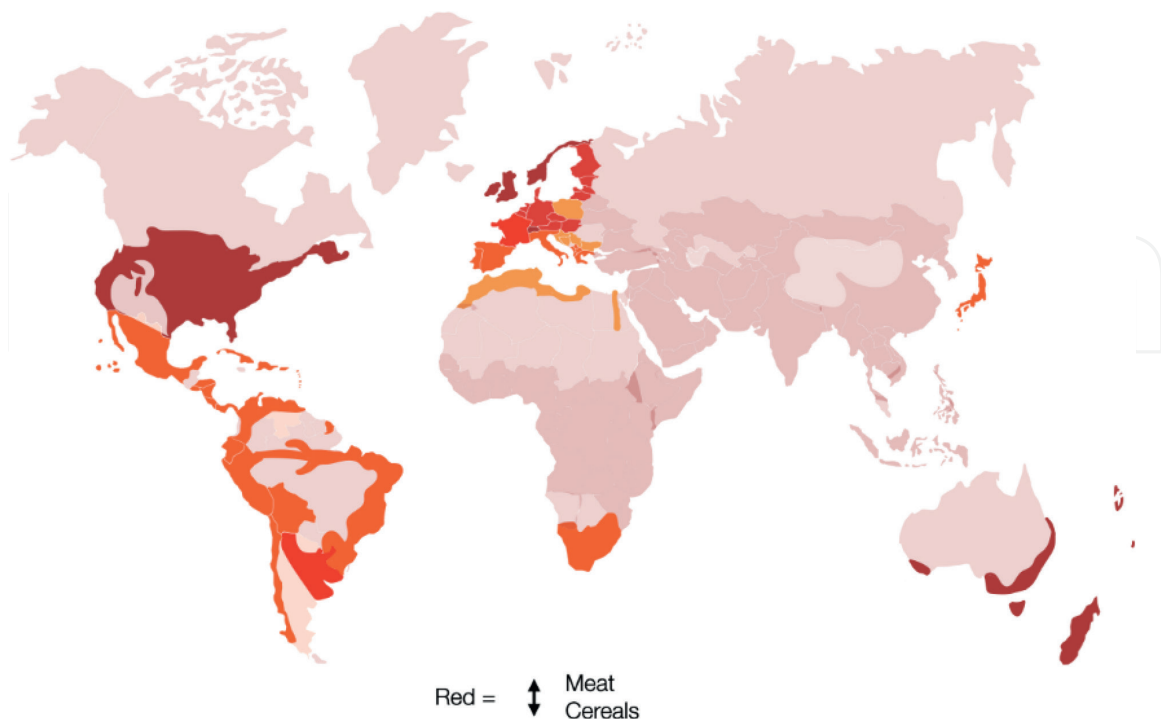 Red = ↕ Meat
Cereals